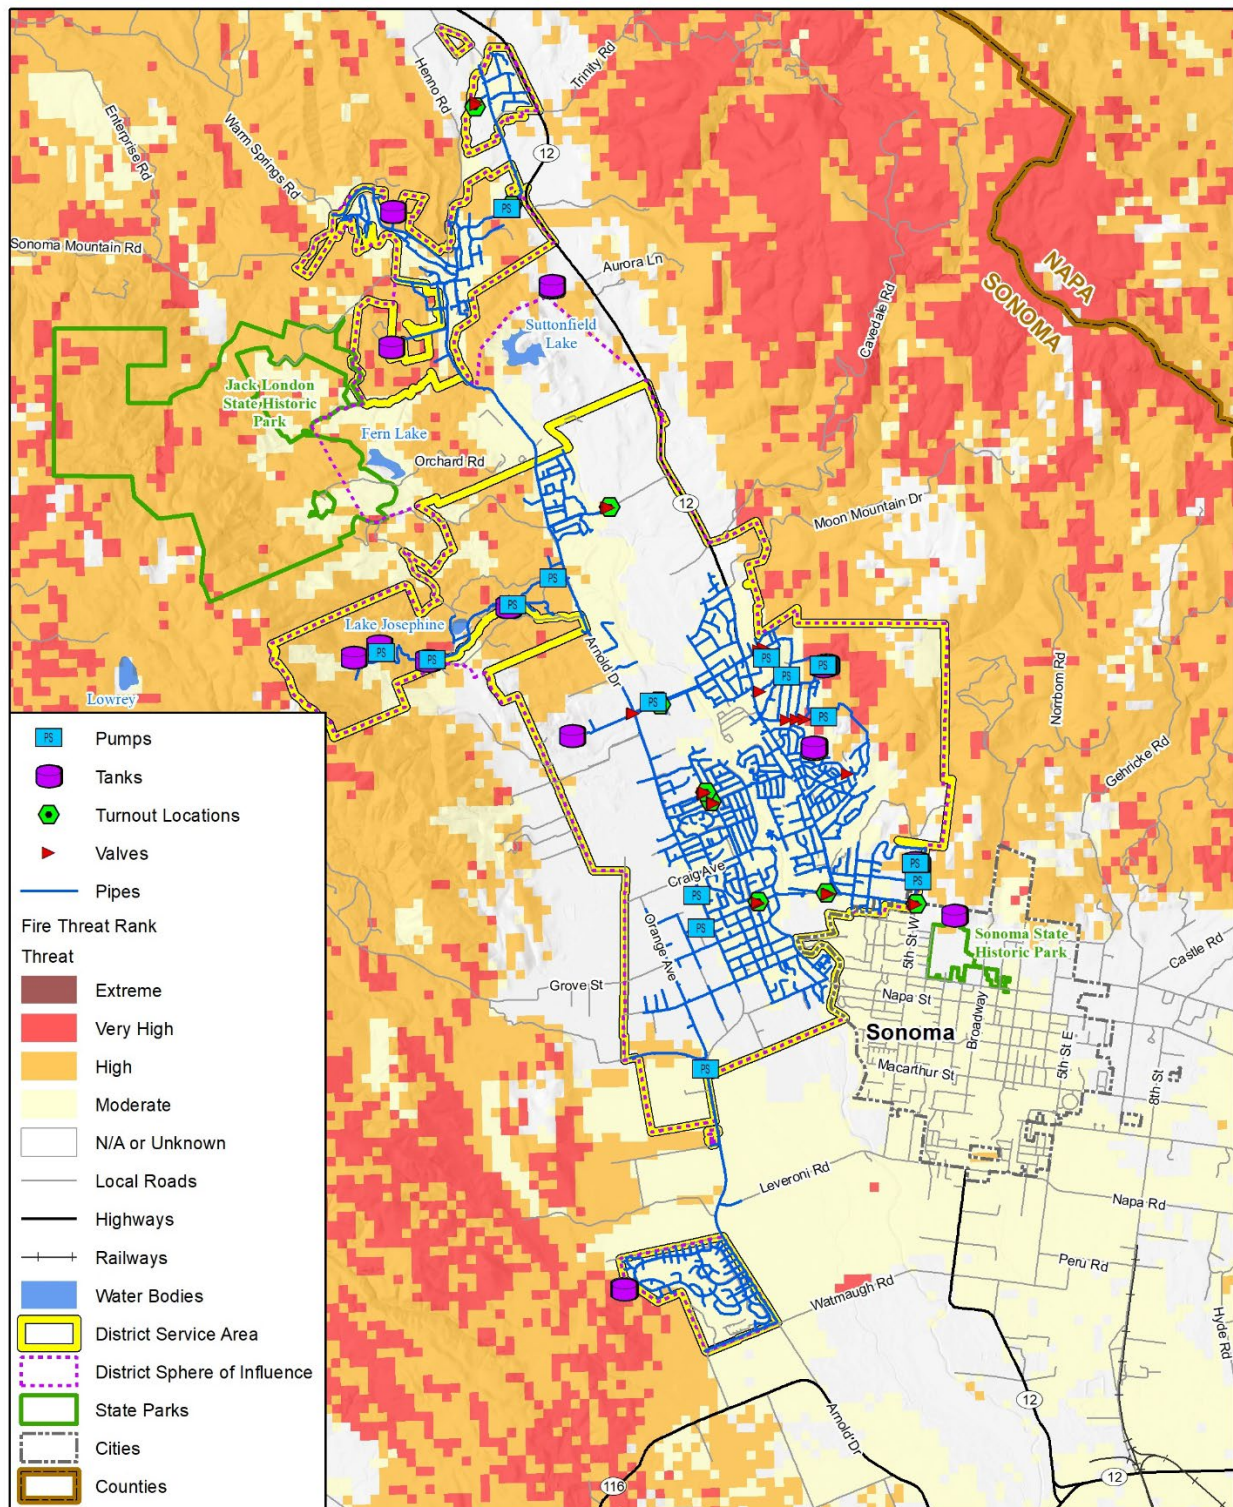 Henno Rd
Trinity Rd
Enterprise Rd
Warm Springs Rd
12
PS
Sonoma Mountain Rd
Aurora Ln
NAPA
SONOMA
Cavedale Rd
Suttonfield
Lake
Jack London
State Historic
Park
Fern Lake
Orchard Rd
12
Moon Mountain Dr
PS
PS
Lake Josephine
PS
PS
Arnold Dr
PS
PS
PS
Norrbom Rd
Lowrey
PS
PS
Gehricke Rd
PS
PS
Craig Ave
PS
PS
Orange Ave
5th St W
Sonoma State
Historic Park
Castle Rd
Grove St
Napa St
Broadway
Sonoma
5th St E
Macarthur St
8th St
PS
Leveroni Rd
Napa Rd
Peru Rd
Watmaugh Rd
Hyde Rd
Arnold Dr
12
12
116
PS Pumps
Tanks
Turnout Locations
Valves
Pipes
Fire Threat Rank
Threat
Extreme
Very High
High
Moderate
N/A or Unknown
Local Roads
Highways
Railways
Water Bodies
District Service Area
District Sphere of Influence
State Parks
Cities
Counties